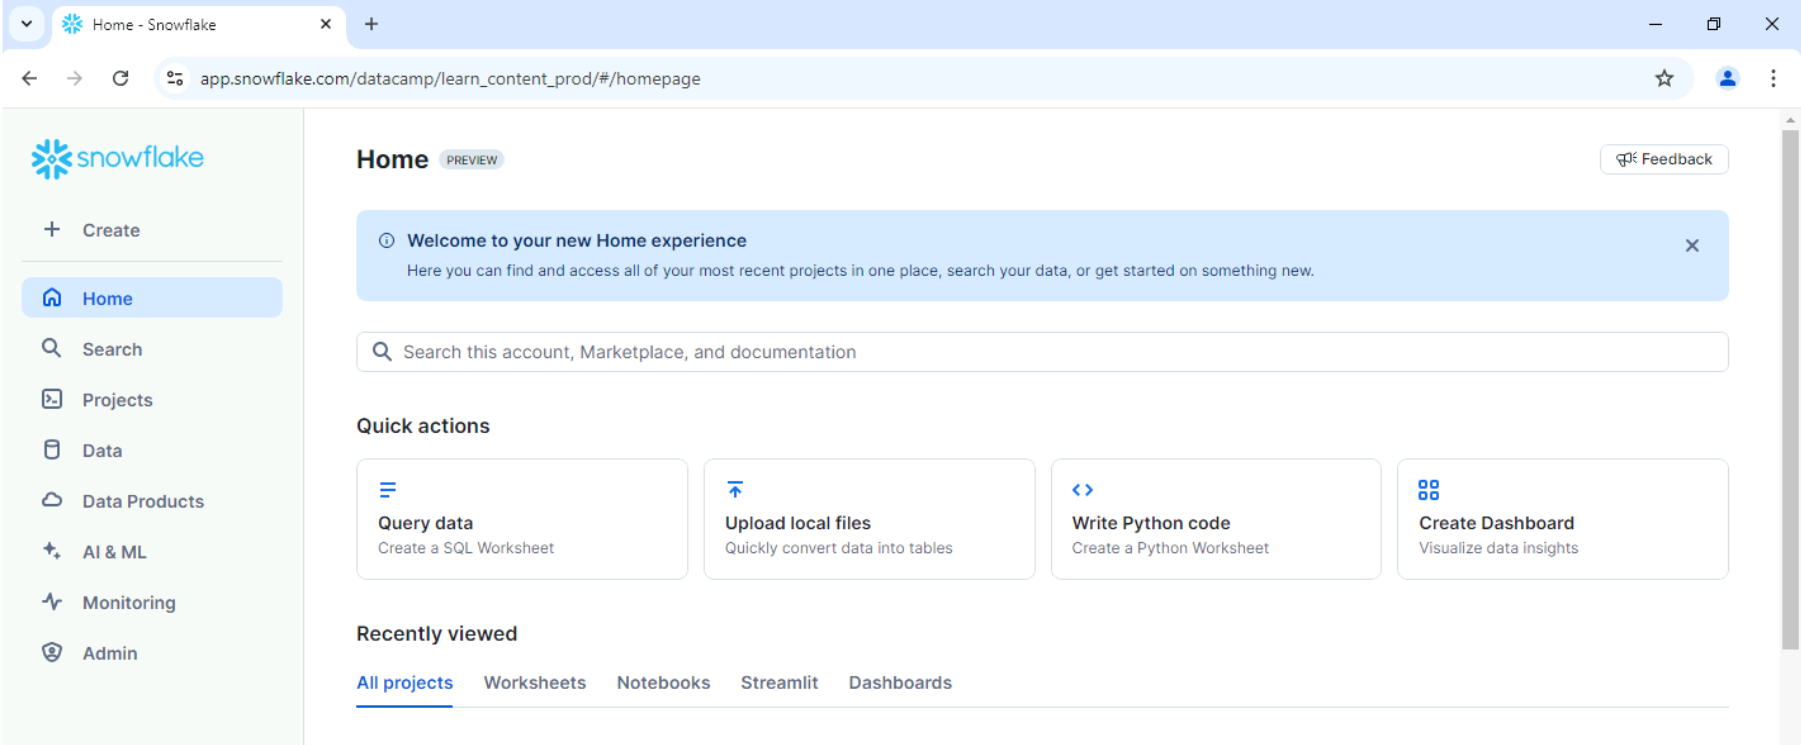 Home - Snowflake
app.snowflake.com/datacamp/learn_content_prod/#/homepage
snowflake
Create
Home
Search
Projects
Data
Data Products
AI & ML
Monitoring
Admin
Home PREVIEW
Feedback
Welcome to your new Home experience
Here you can find and access all of your most recent projects in one place, search your data, or get started on something new.
Search this account, Marketplace, and documentation
Quick actions
Query data
Create a SQL Worksheet
Upload local files
Quickly convert data into tables
Write Python code
Create a Python Worksheet
Create Dashboard
Visualize data insights
Recently viewed
All projects Worksheets Notebooks Streamlit Dashboards